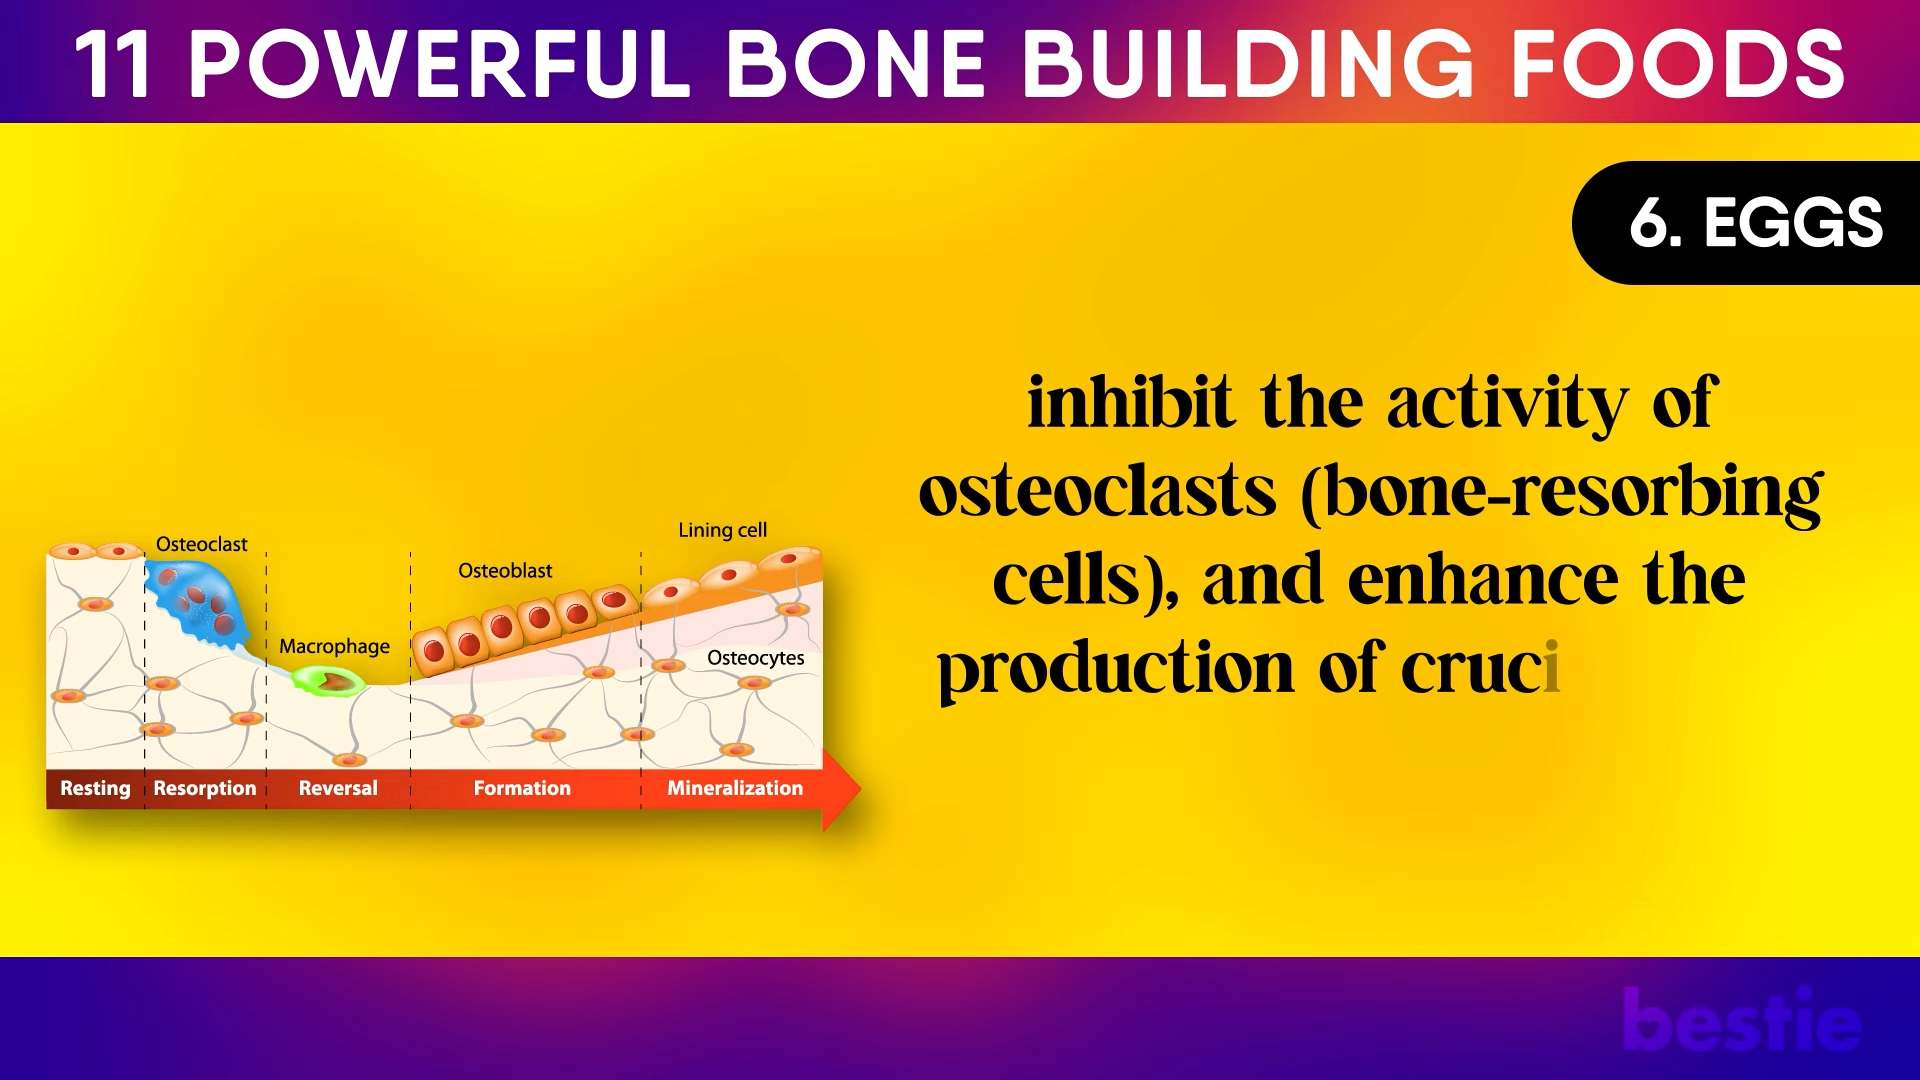 11 POWERFUL BONE BUILDING FOODS
6. EGGS
inhibit the activity of
osteoclasts (bone-resorbing
cells), and enhance the
production of cruci
Lining cell
Osteoclast
Osteoblast
Macrophage
Osteocytes
Resting Resorption Reversal Formation Mineralization
bestie